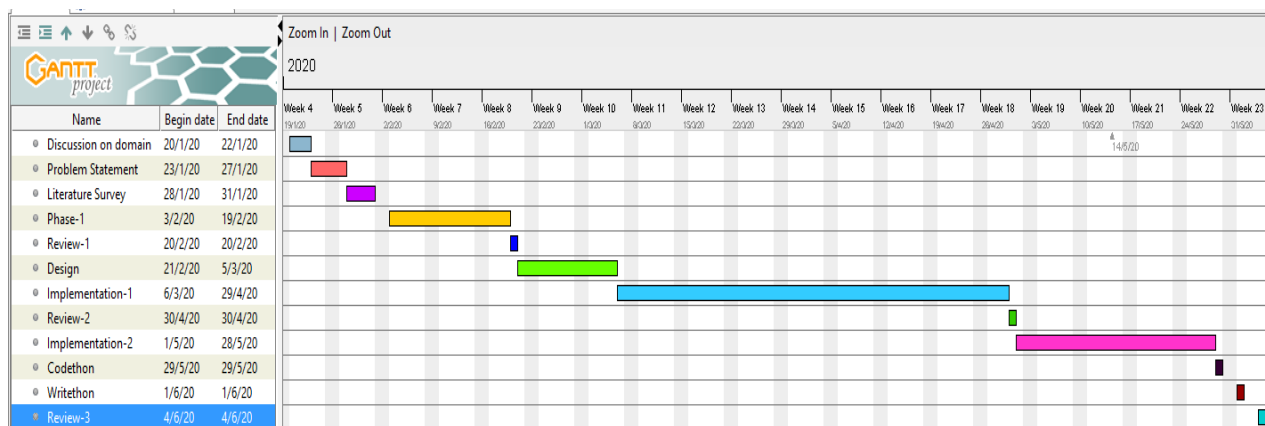 Zoom In | Zoom Out
GANTT
project
2020
Week 4 Week 5 Week 6 Week 7 Week 8 Week 9 Week 10 Week 11 Week 12 Week 13 Week 14 Week 15 Week 16 Week 17 Week 18 Week 19 Week 20 Week 21 Week 22 Week 23
19/1/20 26/1/20 2/2/20 9/2/20 16/2/20 23/2/20 1/3/20 8/3/20 15/3/20 22/3/20 29/3/20 5/4/20 12/4/20 19/4/20 26/4/20 3/5/20 10/5/20 17/5/20 24/5/20 31/5/20
Name Begin date End date
14/5/20
Discussion on domain 20/1/20 22/1/20
Problem Statement 23/1/20 27/1/20
Literature Survey 28/1/20 31/1/20
Phase-1 3/2/20 19/2/20
Review-1 20/2/20 20/2/20
Design 21/2/20 5/3/20
Implementation-1 6/3/20 29/4/20
Review-2 30/4/20 30/4/20
Implementation-2 1/5/20 28/5/20
Codethon 29/5/20 29/5/20
Writethon 1/6/20 1/6/20
Review-3 4/6/20 4/6/20